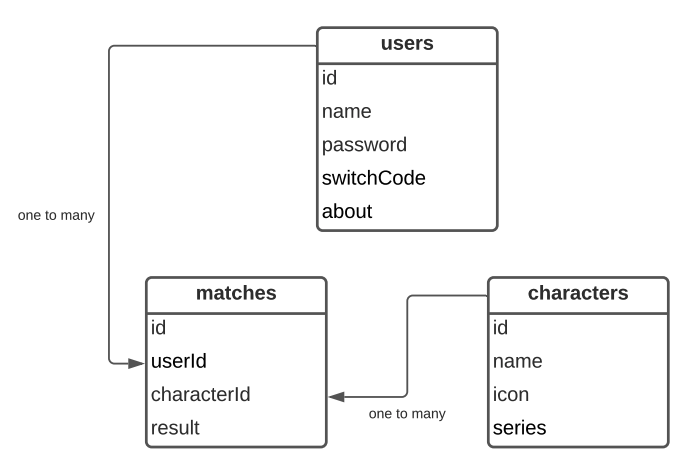 users
id
name
password
switchCode
about
one to many
matches
id
userId
characterId
result
characters
id
name
icon
series
one to many